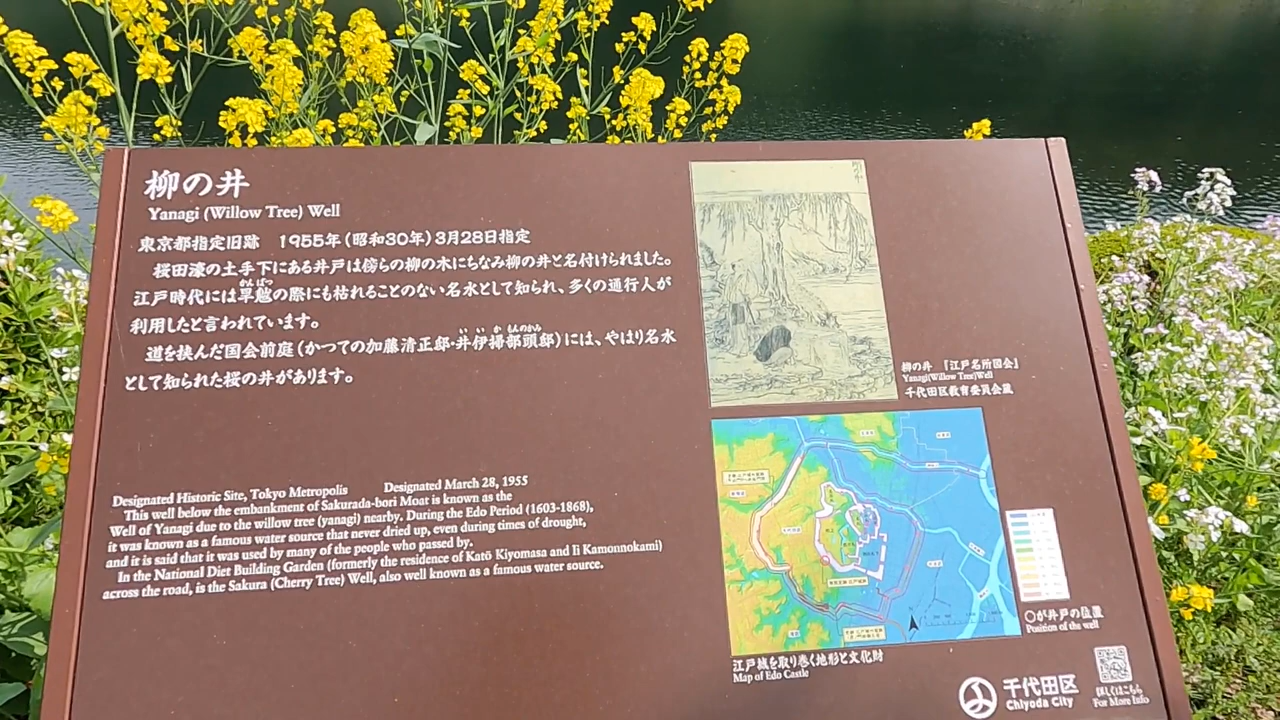 柳の井
Yanagi (Willow Tree) Well
東京都指定旧跡 1955年(昭和30年)3月28日指定
桜田濠の土手下にある井戸は傍らの柳の木にちなみ柳の井と名付けられました。
かんばつ
江戸時代には旱魃の際にも枯れることのない名水として知られ、多くの通行人が
利用したと言われています。
いいかもんのかみ
道を挟んだ国会前庭(かつての加藤清正邸・井伊掃部頭邸)には、やはり名水
として知られた桜の井があります。
Designated Historic Site, Tokyo Metropolis Designated March 28, 1955
This well below the embankment of Sakurada-bori Moat is known as the
Well of Yanagi due to the willow tree (yanagi) nearby. During the Edo Period (1603-1868),
it was known as a famous water source that never dried up, even during times of drought,
and it is said that it was used by many of the people who passed by.
In the National Diet Building Garden (formerly the residence of Katō Kiyomasa and Ii Kamonnokami)
across the road, is the Sakura (Cherry Tree) Well, also well known as a famous water source.
柳の井 『江戸名所図会』
Yanagi(Willow Tree)Well
千代田区教育委員会蔵
○が井戸の位置
Position of the well
江戸城を取り巻く地形と文化財
Map of Edo Castle
千代田区
Chiyoda City
詳しくはこちら
For More Info